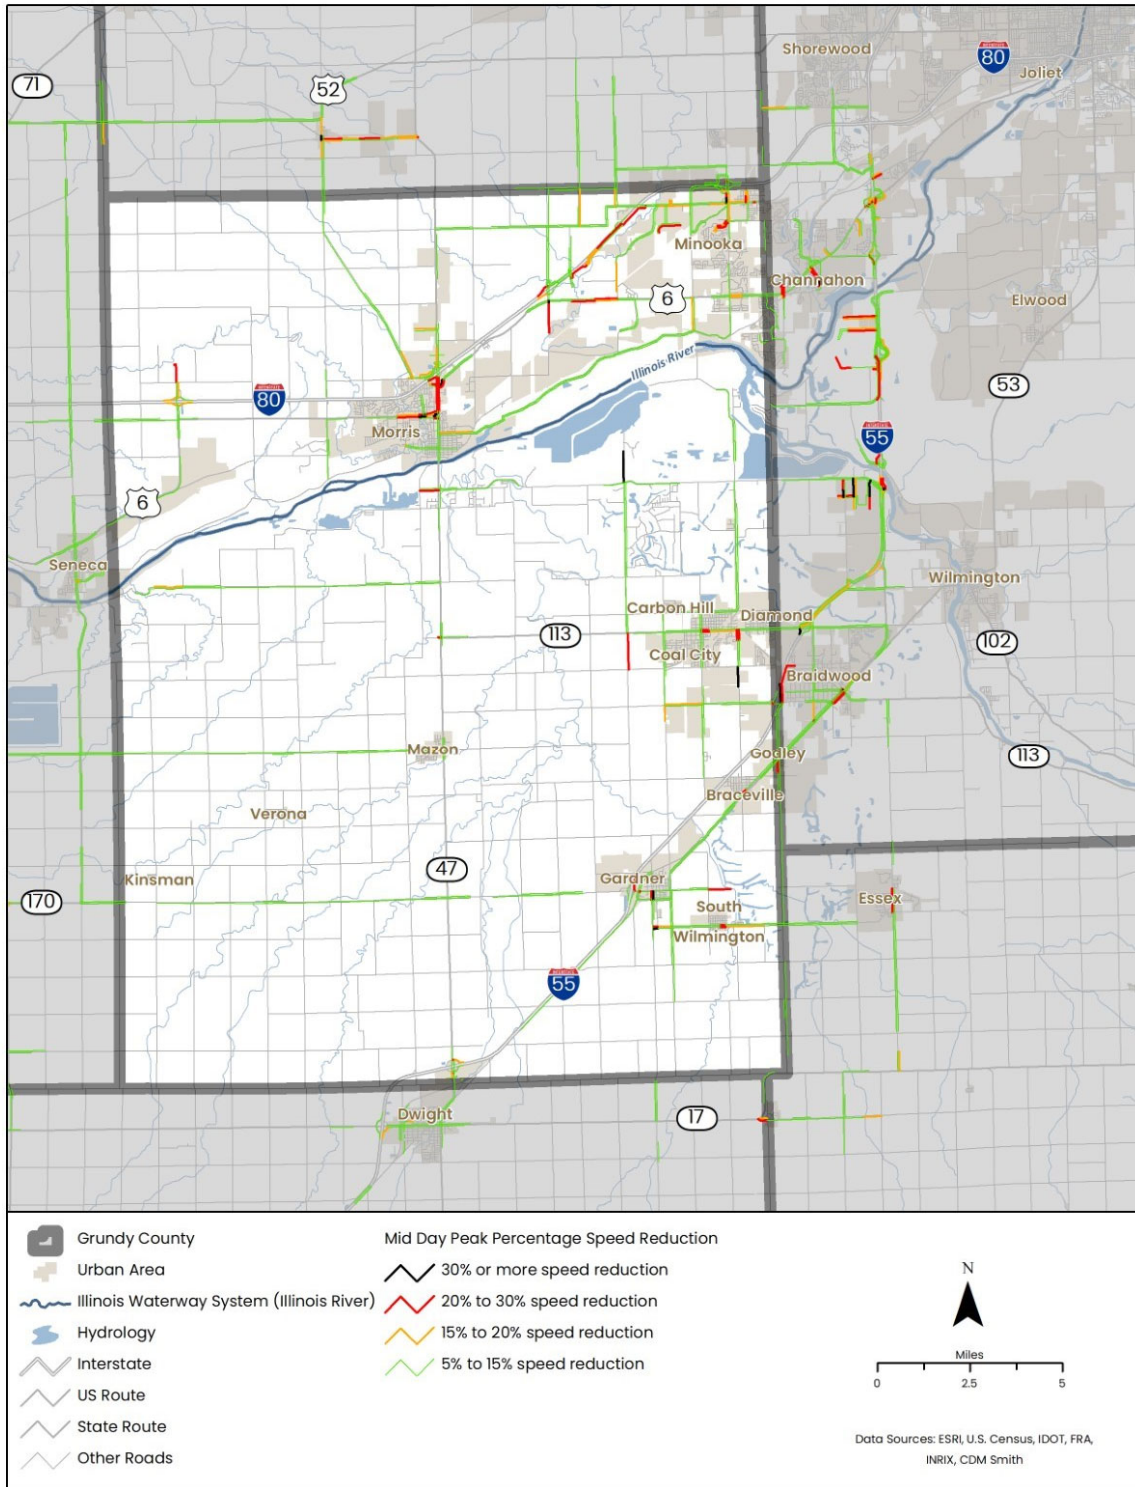 Shorewood
80
Joliet
71
52
Minooka
Channahon
6
Elwood
Illinois River
53
80
Morris
55
6
Seneca
Wilmington
Carbon Hill
Diamond
113
Coal City
102
Braidwood
Mazon
Godley
113
Braceville
Verona
47
Kinsman
Gardner
170
South
Essex
Wilmington
55
Dwight
17
Grundy County
Urban Area
Illinois Waterway System (Illinois River)
Hydrology
Interstate
US Route
State Route
Other Roads
Mid Day Peak Percentage Speed Reduction
30% or more speed reduction
20% to 30% speed reduction
15% to 20% speed reduction
5% to 15% speed reduction
N
Miles
0 2.5 5
Data Sources: ESRI, U.S. Census, IDOT, FRA,
INRIX, CDM Smith